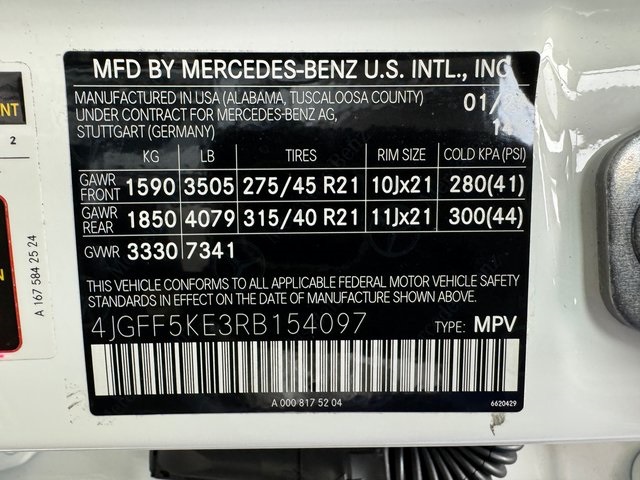 MFD BY MERCEDES-BENZ U.S. INTL., INC
MANUFACTURED IN USA (ALABAMA, TUSCALOOSA COUNTY) 01/
UNDER CONTRACT FOR MERCEDES-BENZ AG,
STUTTGART (GERMANY)
KG LB TIRES RIM SIZE COLD KPA (PSI)
GAWR FRONT 1590 3505 275/45 R21 10Jx21 280(41)
GAWR REAR 1850 4079 315/40 R21 11Jx21 300(44)
GVWR 3330 7341
THIS VEHICLE CONFORMS TO ALL APPLICABLE FEDERAL MOTOR VEHICLE SAFETY
STANDARDS IN EFFECT ON THE DATE OF MANUFACTURE SHOWN ABOVE.
4JGFF5KE3RB154097 TYPE: MPV
A 000 817 52 04 6620429
2
A 167 584 25 24